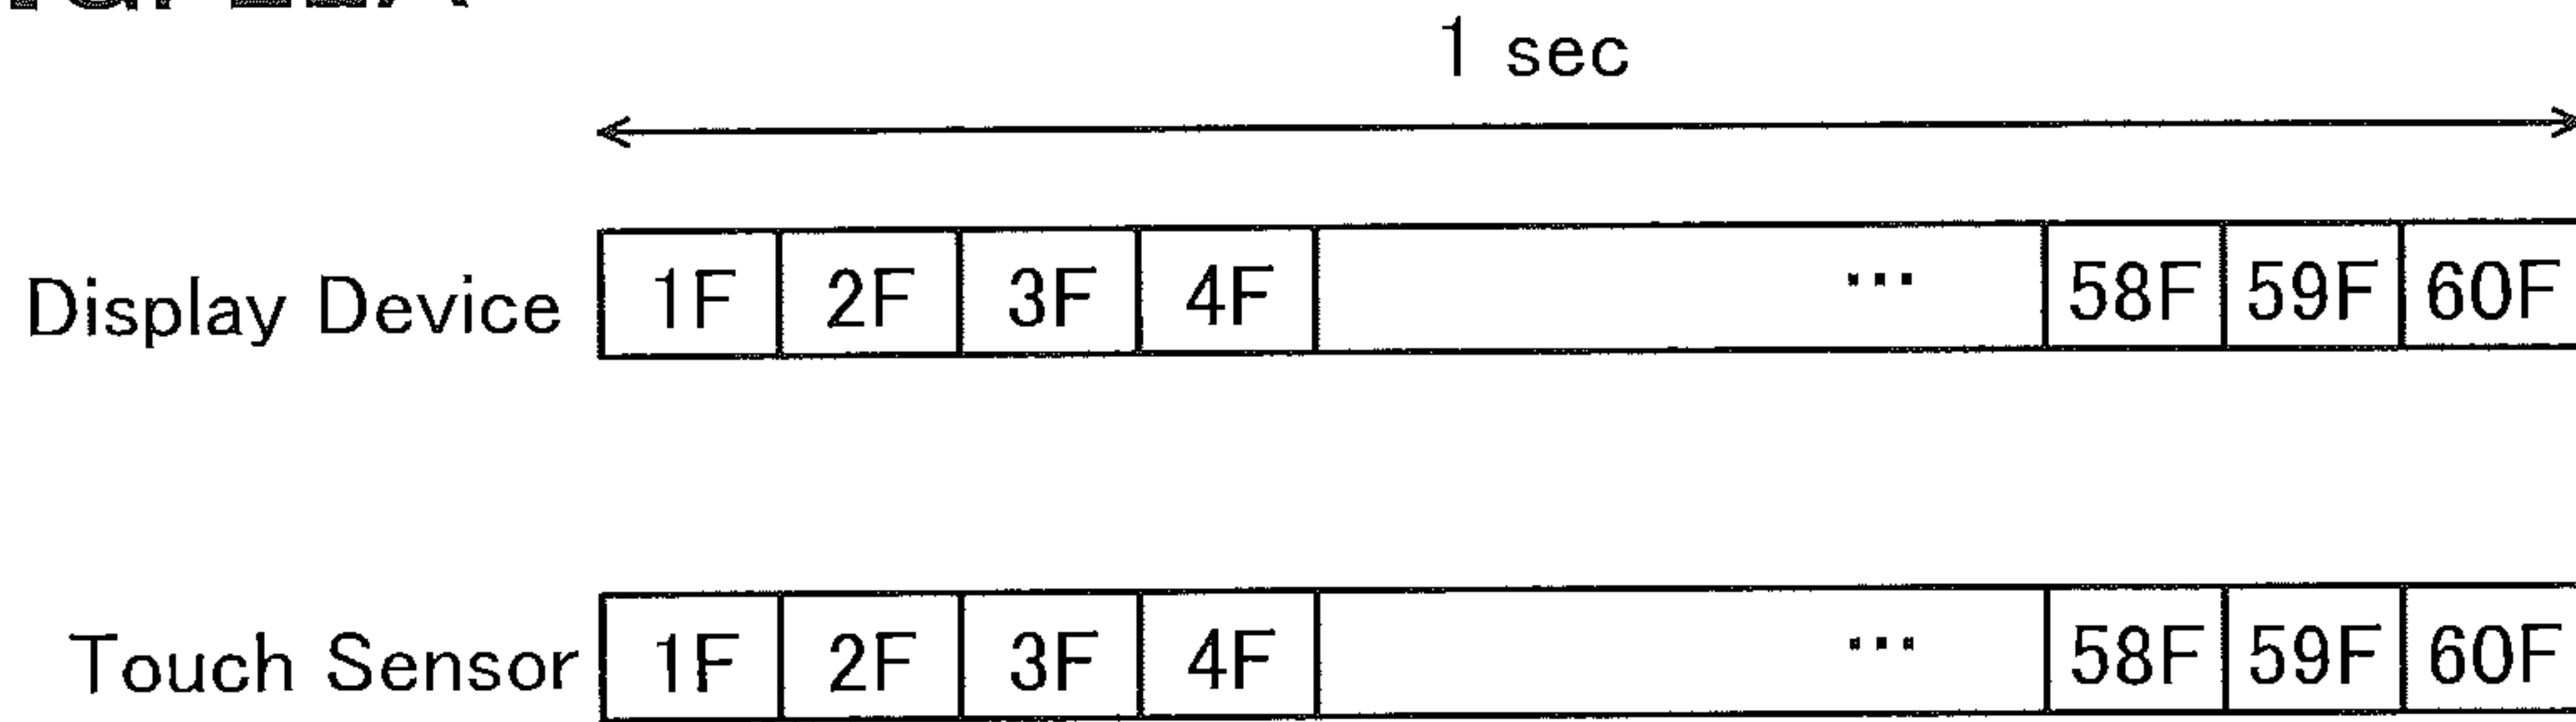 1 sec
Display Device 1F 2F 3F 4F ... 58F 59F 60F
Touch Sensor 1F 2F 3F 4F ... 58F 59F 60F